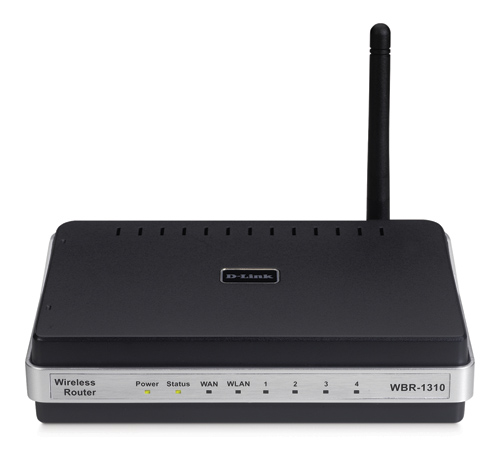 D-Link
Wireless Router
Power Status WAN WLAN 1 2 3 4
WBR-1310